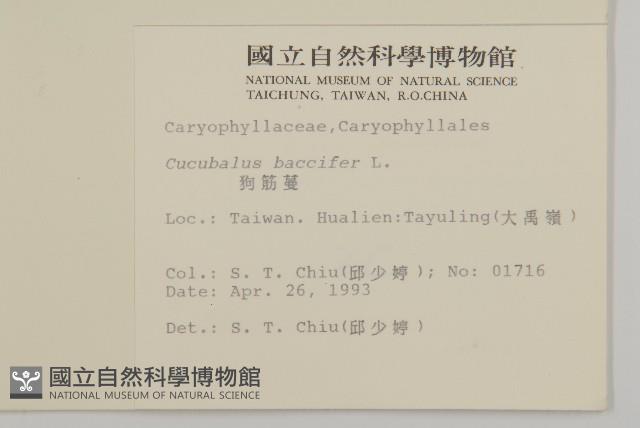 國立自然科學博物館
NATIONAL MUSEUM OF NATURAL SCIENCE
TAICHUNG, TAIWAN, R.O.CHINA
Caryophyllaceae,Caryophyllales
Cucubalus baccifer L.
狗筋蔓
Loc.: Taiwan. Hualien:Tayuling(大禹嶺)
Col.: S. T. Chiu(邱少婷); No: 01716
Date: Apr. 26, 1993
Det.: S. T. Chiu(邱少婷)
國立自然科學博物館
NATIONAL MUSEUM OF NATURAL SCIENCE